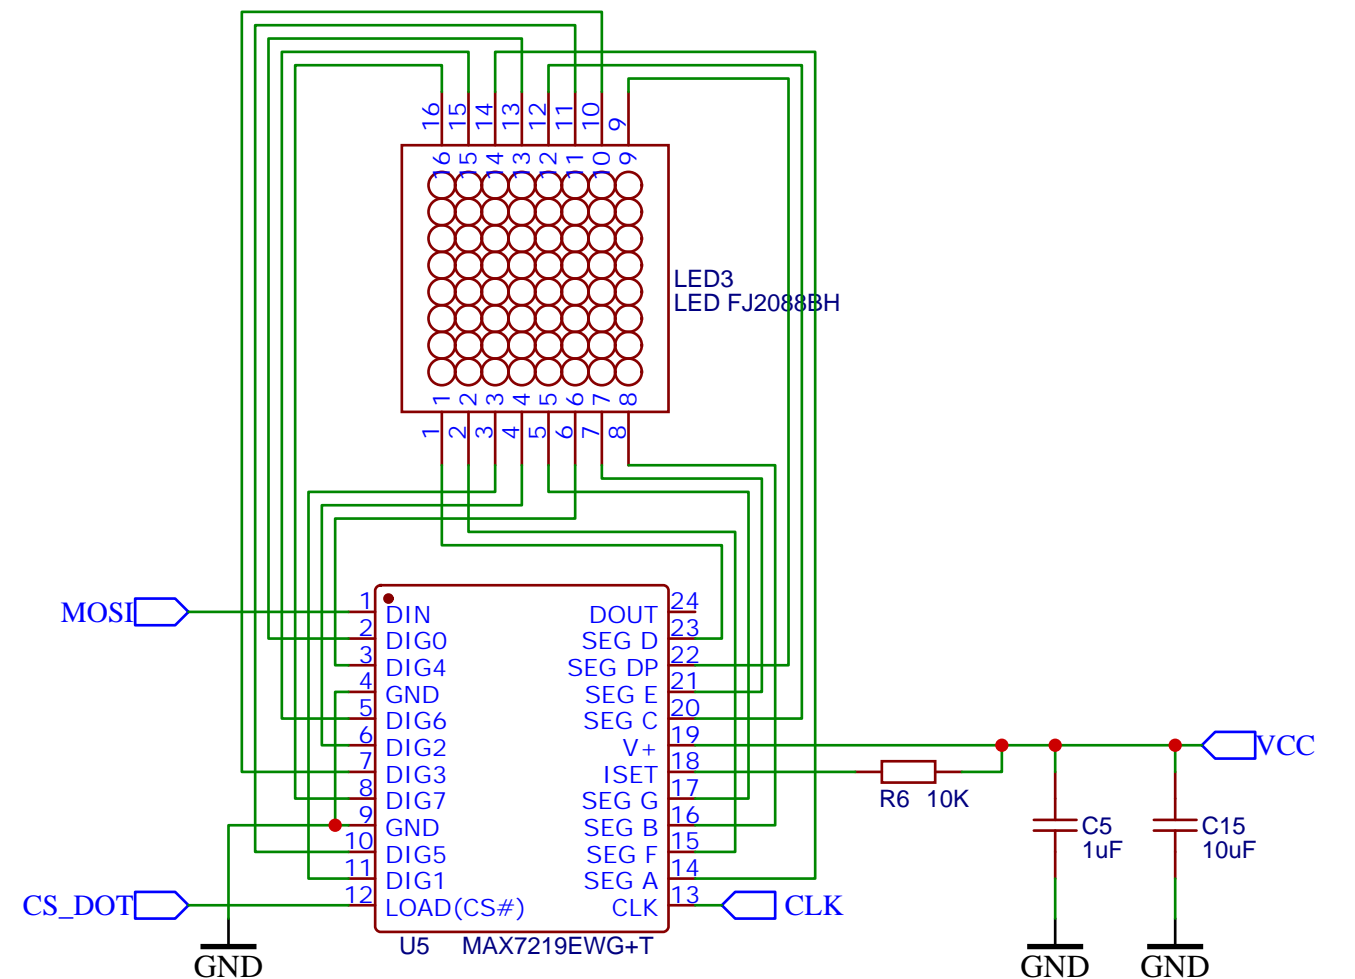 16 15 14 13 12 11 10 9
16 15 14 13 12 11 10 9
LED3
LED FJ2088BH
1 2 3 4 5 6 7 8
1 2 3 4 5 6 7 8
MOSI 1 DIN DOUT 24
2 DIG0 SEG D 23
3 DIG4 SEG DP 22
4 GND SEG E 21
5 DIG6 SEG C 20
6 DIG2 V+ 19 VCC
7 DIG3 ISET 18
8 DIG7 SEG G 17
R6 10K
9 GND SEG B 16
C5
1uF
C15
10uF
10 DIG5 SEG F 15
11 DIG1 SEG A 14
CS_DOT 12 LOAD(CS#) CLK 13 CLK
U5 MAX7219EWG+T
GND GND GND